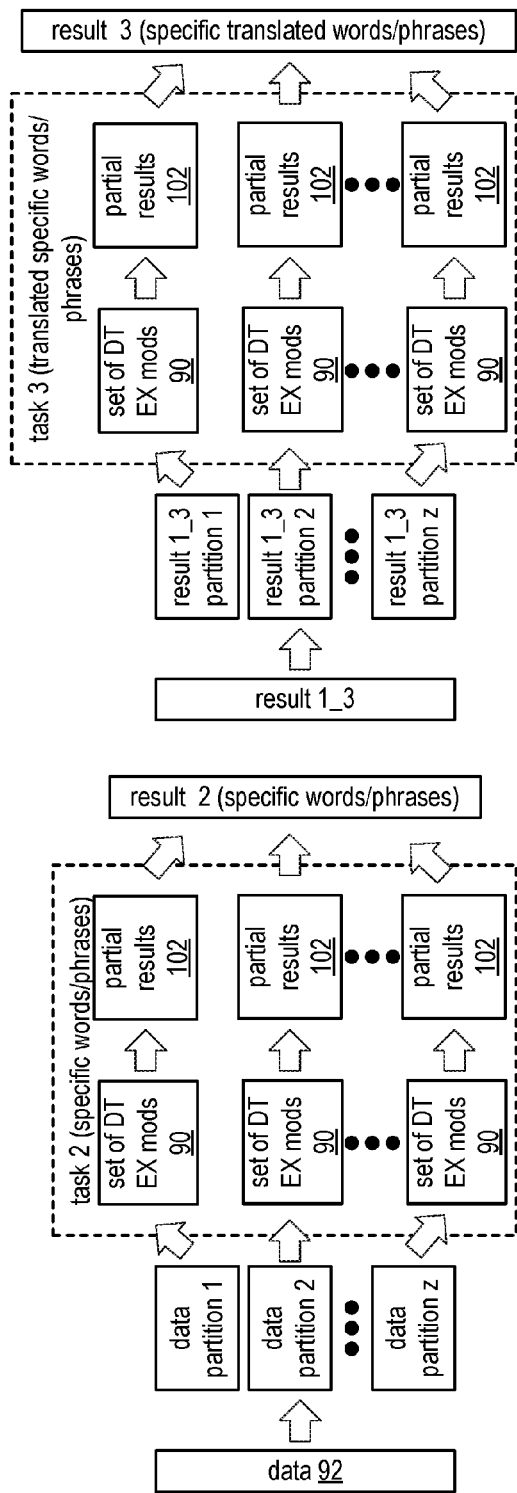 data 92
data
partition 1
data
partition 2
data
partition z
task 2 (specific words/phrases)
set of DT
EX mods
90
set of DT
EX mods
90
set of DT
EX mods
90
partial
results
102
partial
results
102
partial
results
102
result 2 (specific words/phrases)
result 1_3
result 1_3
partition 1
result 1_3
partition 2
result 1_3
partition z
task 3 (translated specific words/
phrases)
set of DT
EX mods
90
set of DT
EX mods
90
set of DT
EX mods
90
partial
results
102
partial
results
102
partial
results
102
result 3 (specific translated words/phrases)